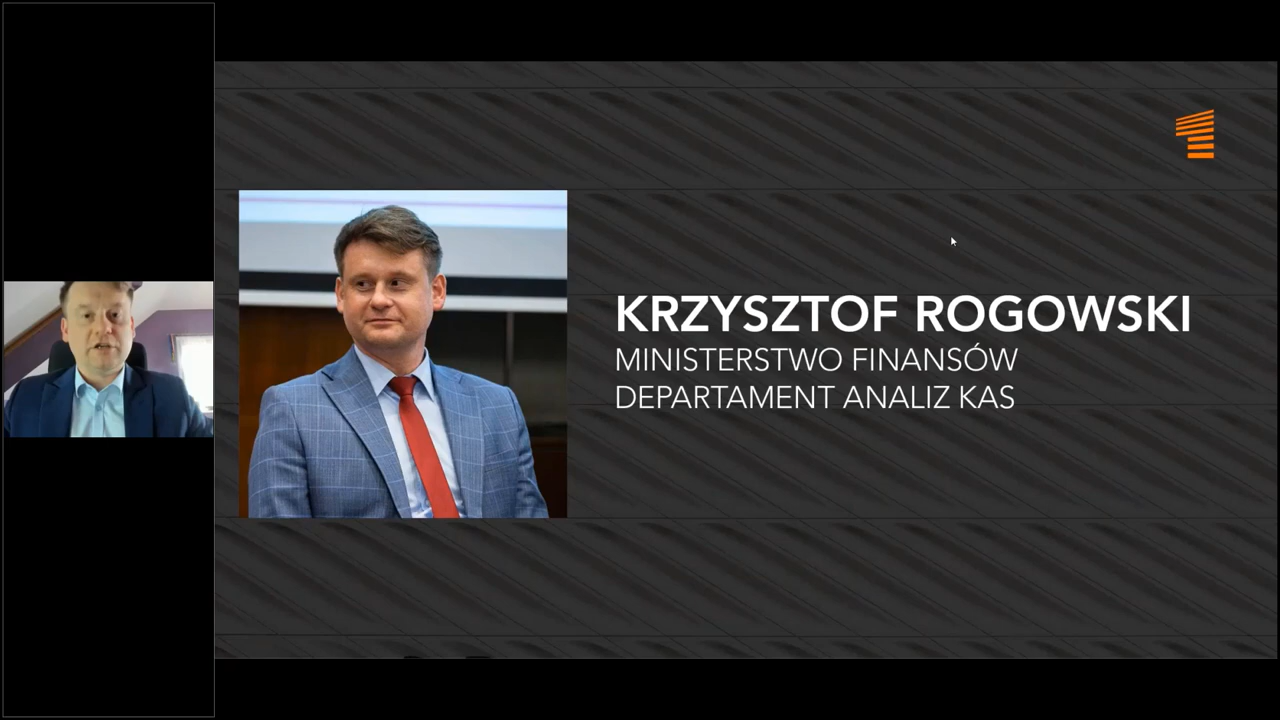 KRZYSZTOF ROGOWSKI
MINISTERSTWO FINANSÓW
DEPARTAMENT ANALIZ KAS